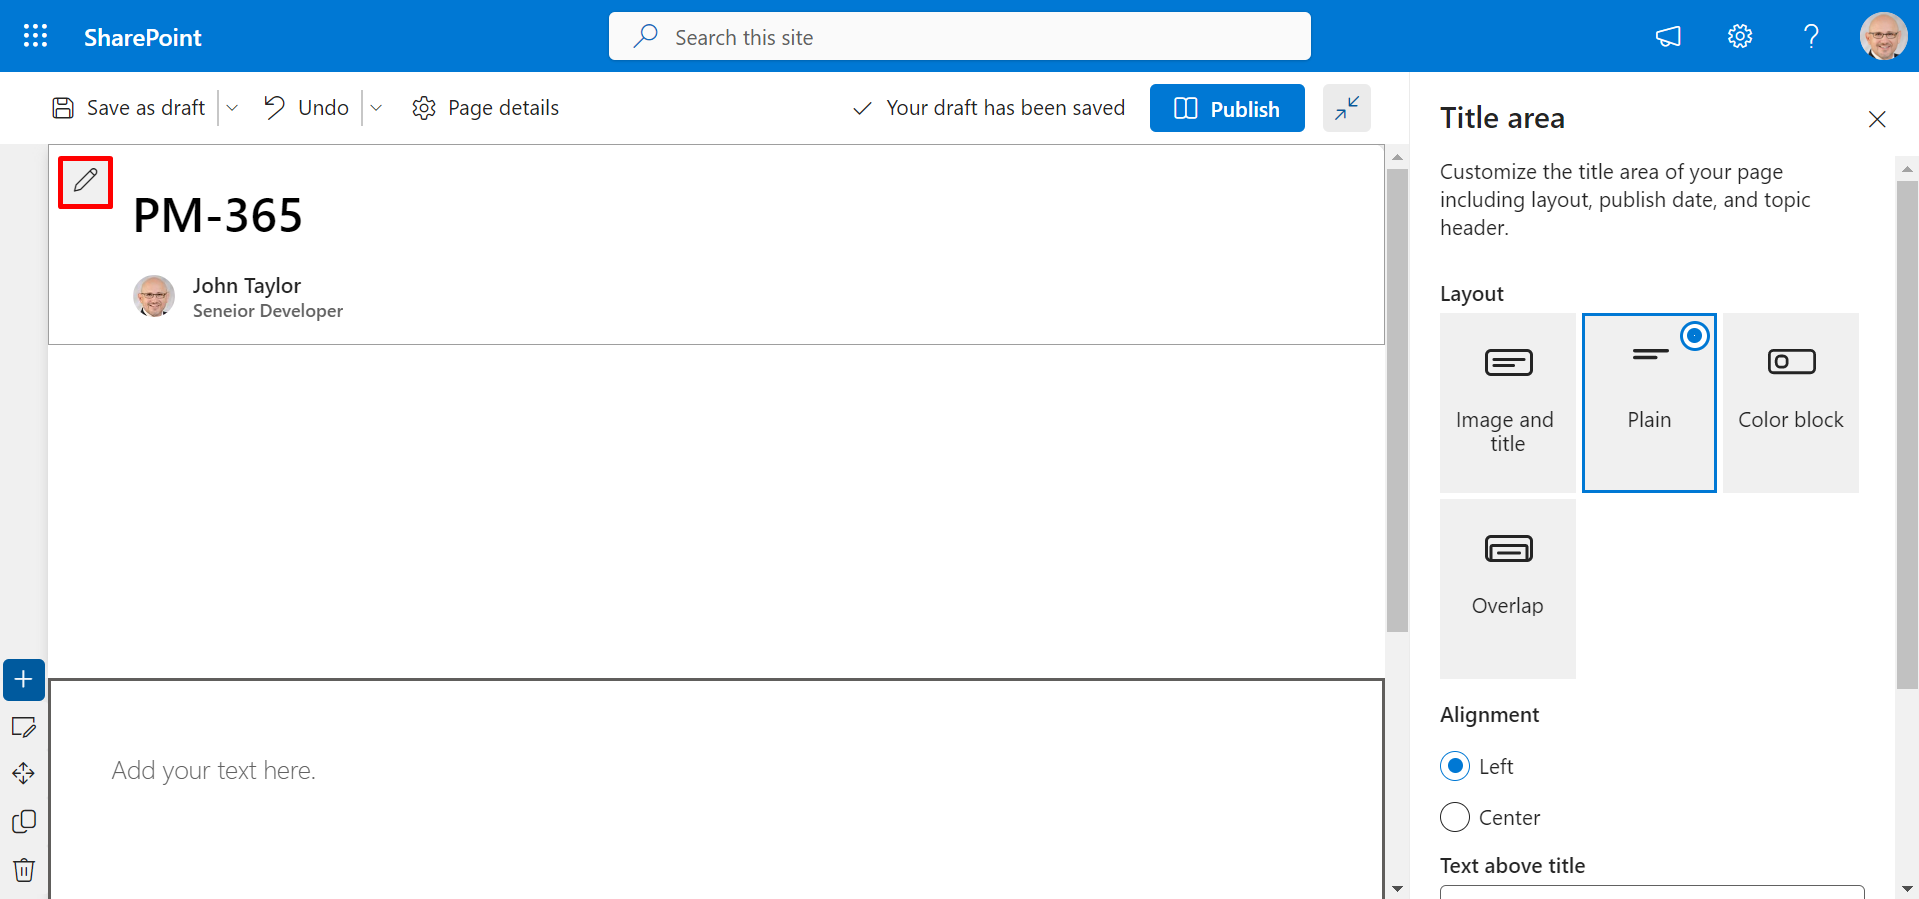 SharePoint
Search this site
Save as draft
Undo
Page details
Your draft has been saved
Publish
PM-365
John Taylor
Seneior Developer
Add your text here.
Title area
Customize the title area of your page
including layout, publish date, and topic
header.
Layout
Image and
title
Plain
Color block
Overlap
Alignment
Left
Center
Text above title